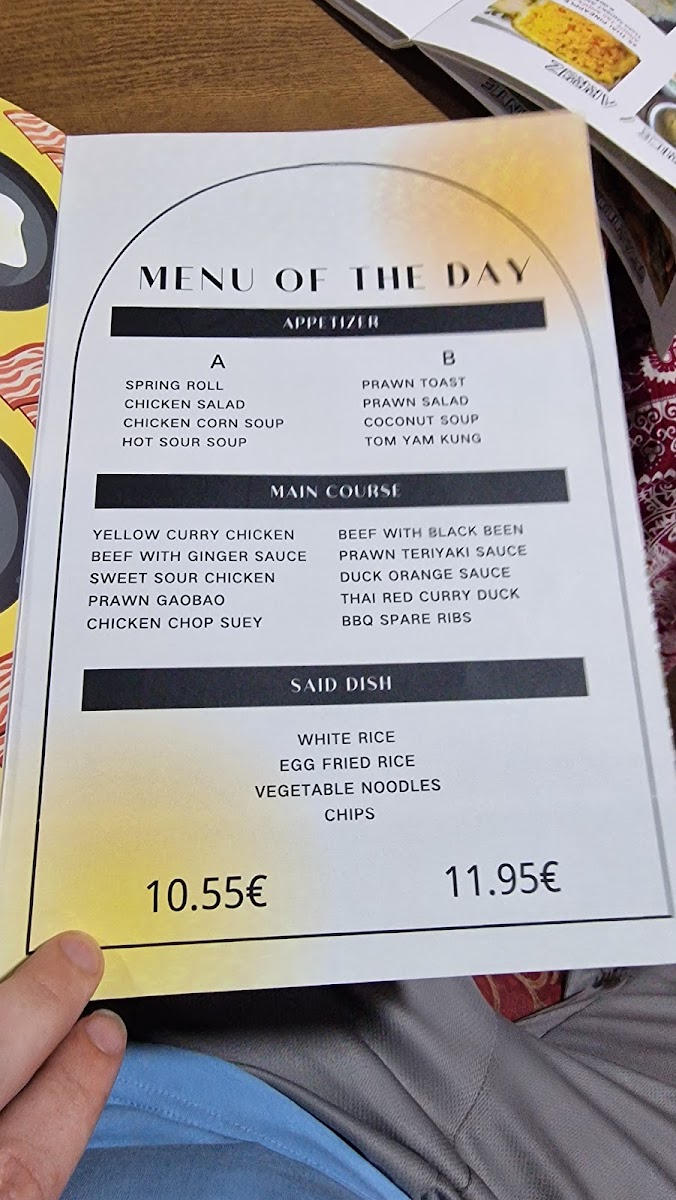 MENU OF THE DAY
APPETIZER
A
SPRING ROLL
CHICKEN SALAD
CHICKEN CORN SOUP
HOT SOUR SOUP
B
PRAWN TOAST
PRAWN SALAD
COCONUT SOUP
TOM YAM KUNG
MAIN COURSE
YELLOW CURRY CHICKEN
BEEF WITH GINGER SAUCE
SWEET SOUR CHICKEN
PRAWN GAOBAO
CHICKEN CHOP SUEY
BEEF WITH BLACK BEEN
PRAWN TERIYAKI SAUCE
DUCK ORANGE SAUCE
THAI RED CURRY DUCK
BBQ SPARE RIBS
SAID DISH
WHITE RICE
EGG FRIED RICE
VEGETABLE NOODLES
CHIPS
10.55€
11.95€